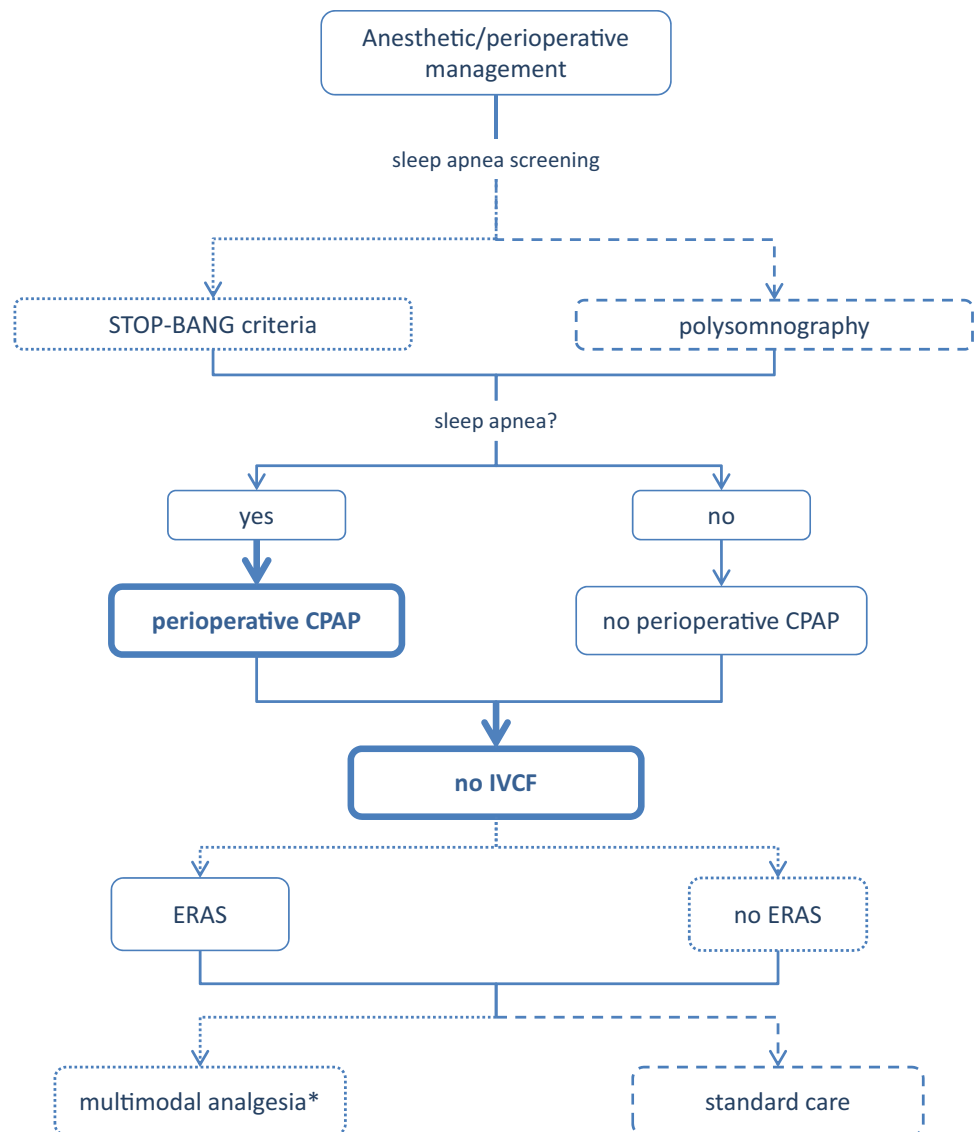 Anesthetic/perioperative
management
sleep apnea screening
STOP-BANG criteria
polysomnography
sleep apnea?
yes
no
perioperative CPAP
no perioperative CPAP
no IVCF
ERAS
no ERAS
multimodal analgesia*
standard care